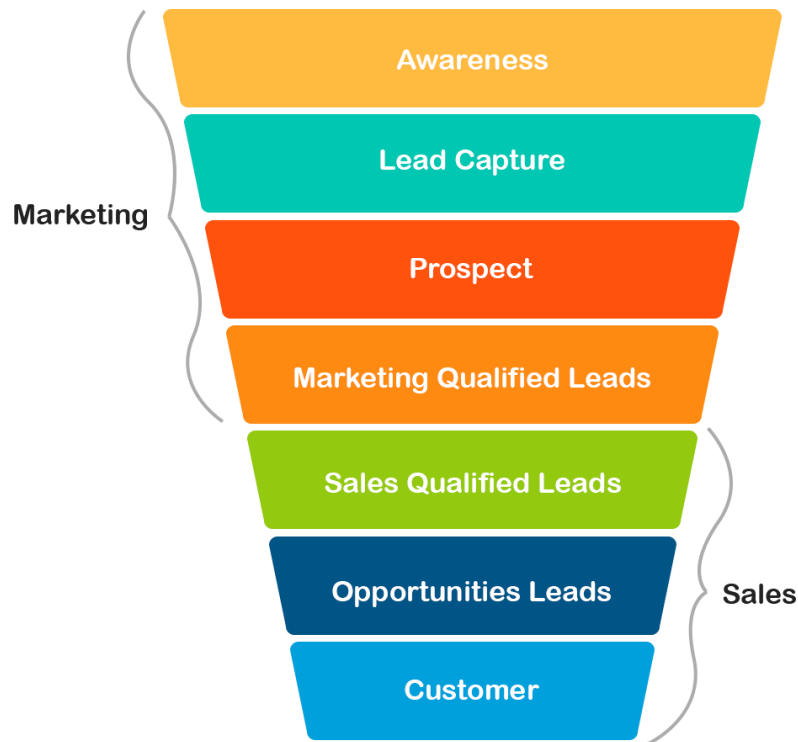 Awareness
Lead Capture
Prospect
Marketing
Marketing Qualified Leads
Sales Qualified Leads
Opportunities Leads
Sales
Customer